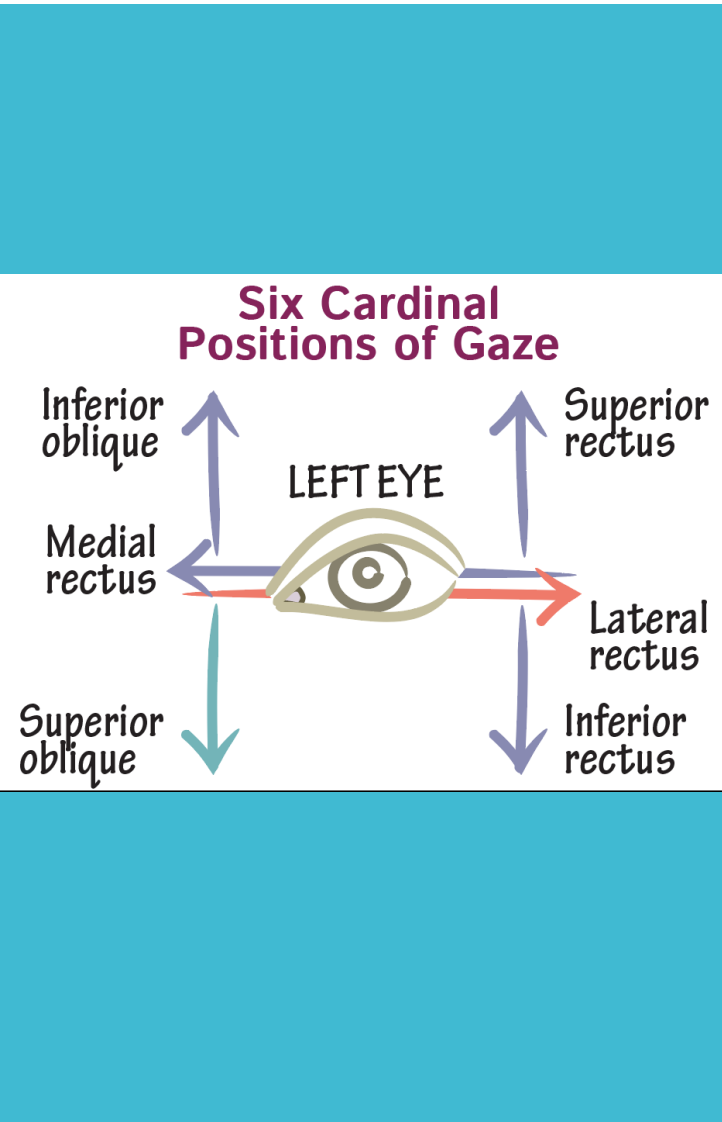 Six Cardinal
Positions of Gaze
Inferior
oblique
Superior
rectus
LEFT EYE
Medial
rectus
Lateral
rectus
Superior
oblique
Inferior
rectus